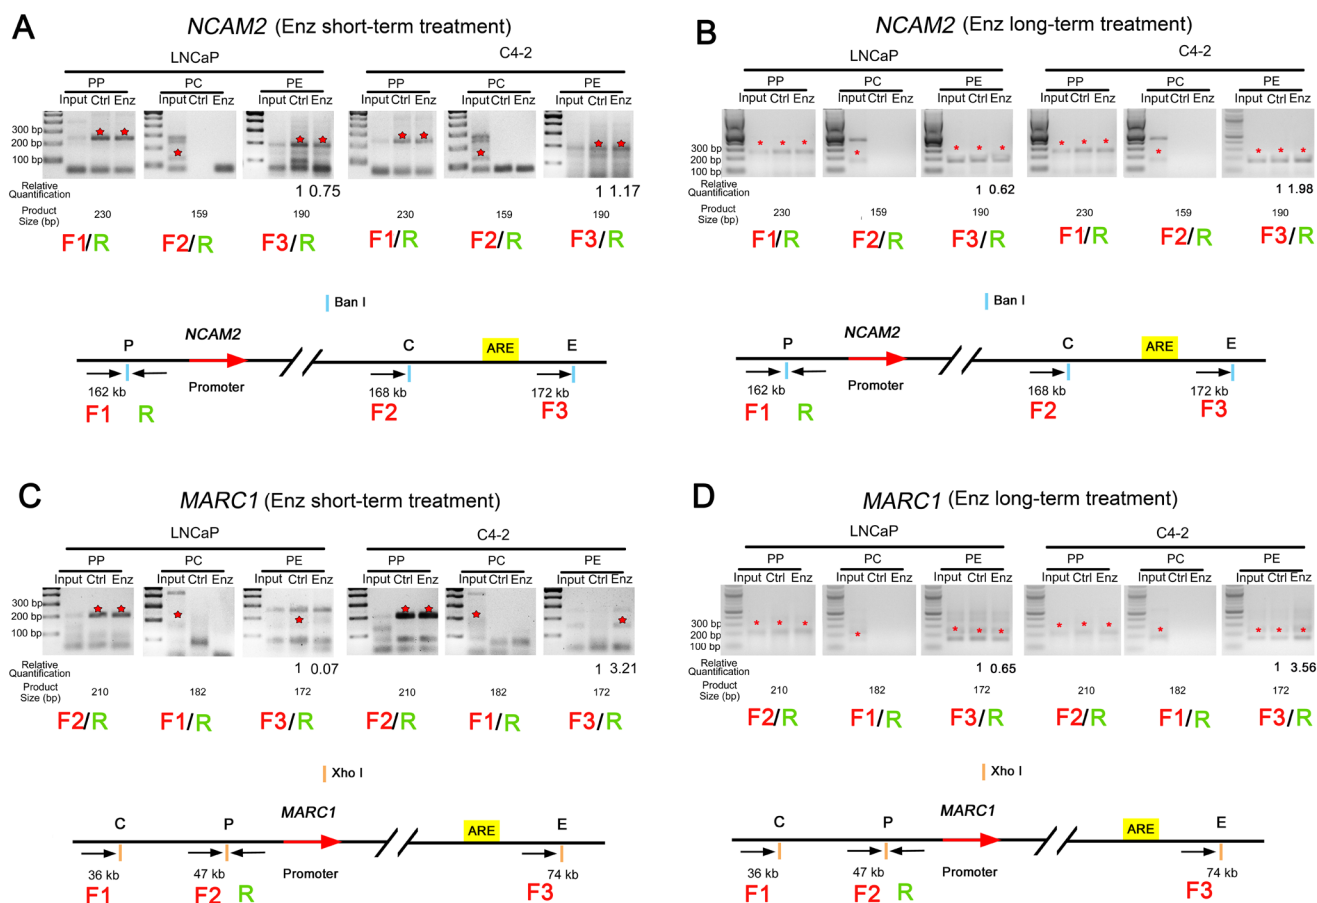 A
NCAM2 (Enz short-term treatment)
LNCaP
C4-2
PP PC PE PP PC PE
Input Ctrl Enz Input Ctrl Enz Input Ctrl Enz Input Ctrl Enz Input Ctrl Enz Input Ctrl Enz
300 bp
200 bp
100 bp
Relative
Quantification
1 0.75 1 1.17
Product
Size (bp)
230 159 190 230 159 190
F1/R F2/R F3/R F1/R F2/R F3/R
Ban I
P NCAM2 C ARE E
Promoter
162 kb 168 kb 172 kb
F1 R F2 F3
B
NCAM2 (Enz long-term treatment)
LNCaP
C4-2
PP PC PE PP PC PE
Input Ctrl Enz Input Ctrl Enz Input Ctrl Enz Input Ctrl Enz Input Ctrl Enz Input Ctrl Enz
300 bp
200 bp
100 bp
Relative
Quantification
1 0.62 1 1.98
Product
Size (bp)
230 159 190 230 159 190
F1/R F2/R F3/R F1/R F2/R F3/R
Ban I
P NCAM2 C ARE E
Promoter
162 kb 168 kb 172 kb
F1 R F2 F3
C
MARC1 (Enz short-term treatment)
LNCaP
C4-2
PP PC PE PP PC PE
Input Ctrl Enz Input Ctrl Enz Input Ctrl Enz Input Ctrl Enz Input Ctrl Enz Input Ctrl Enz
300 bp
200 bp
100 bp
Relative
Quantification
1 0.07 1 3.21
Product
Size (bp)
210 182 172 210 182 172
F2/R F1/R F3/R F2/R F1/R F3/R
Xho I
C P MARC1 ARE E
Promoter
36 kb 47 kb 74 kb
F1 F2 R F3
D
MARC1 (Enz long-term treatment)
LNCaP
C4-2
PP PC PE PP PC PE
Input Ctrl Enz Input Ctrl Enz Input Ctrl Enz Input Ctrl Enz Input Ctrl Enz Input Ctrl Enz
300 bp
200 bp
100 bp
Relative
Quantification
1 0.65 1 3.56
Product
Size (bp)
210 182 172 210 182 172
F2/R F1/R F3/R F2/R F1/R F3/R
Xho I
C P MARC1 ARE E
Promoter
36 kb 47 kb 74 kb
F1 F2 R F3